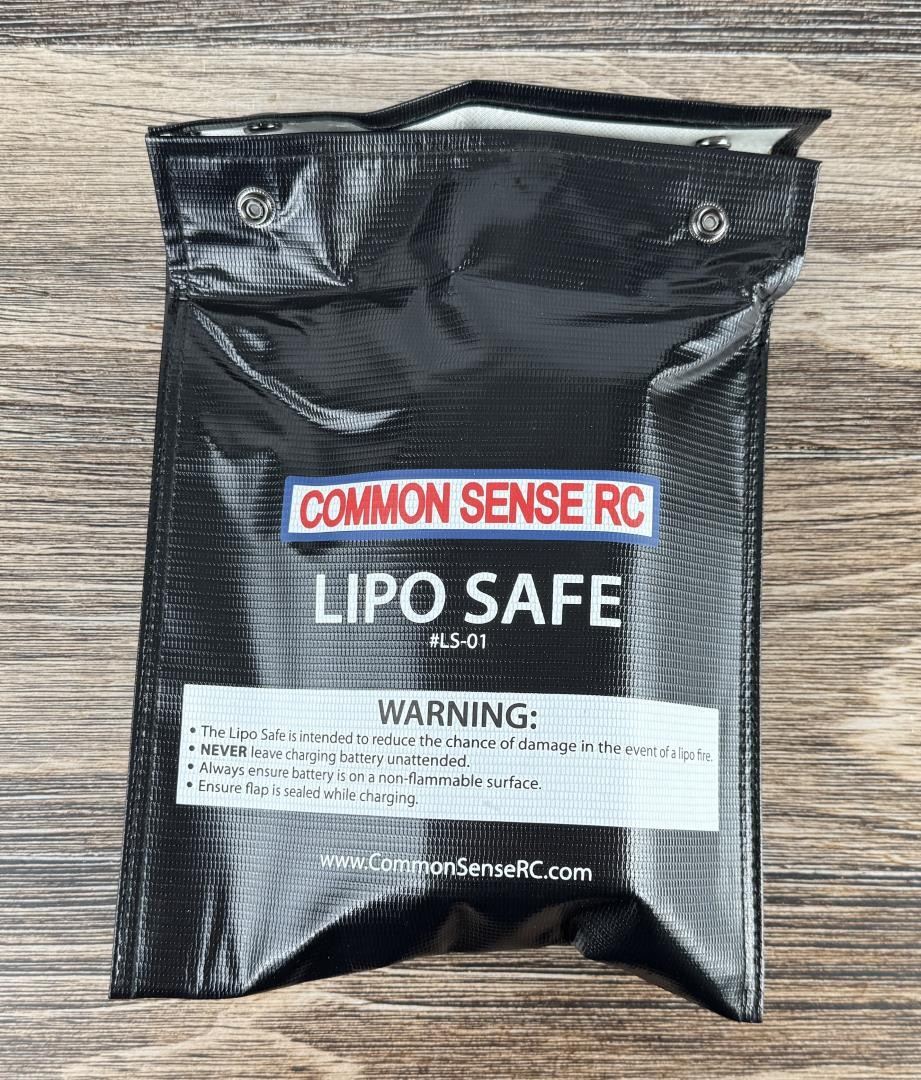 COMMON SENSE RC
LIPO SAFE
#LS-01
WARNING:
• The Lipo Safe is intended to reduce the chance of damage in the event of a lipo fire.
• NEVER leave charging battery unattended.
• Always ensure battery is on a non-flammable surface.
• Ensure flap is sealed while charging.
www.CommonSenseRC.com